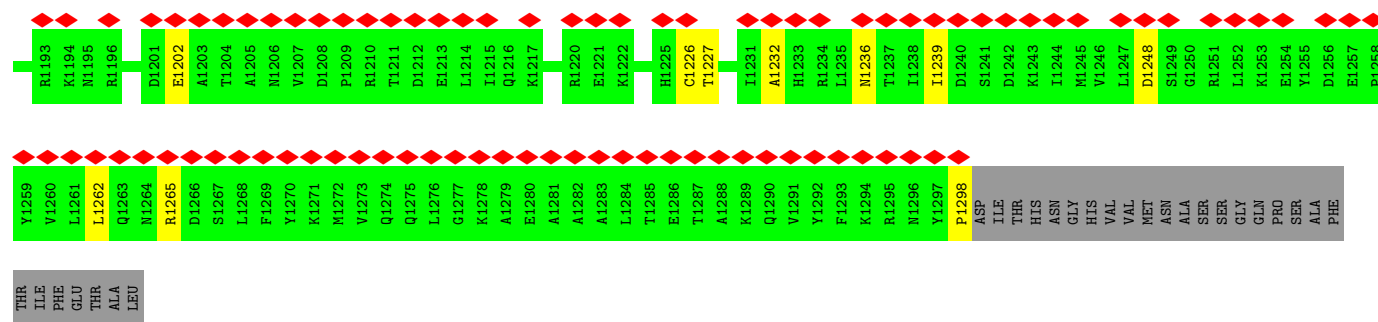 R1193 K1194 N1195 R1196 D1201 E1202 A1203 T1204 A1205 N1206 V1207 D1208 P1209 R1210 T1211 D1212 E1213 L1214 I1215 Q1216 K1217 R1220 E1221 K1222 H1225 C1226 T1227 I1231 A1232 H1233 R1234 L1235 N1236 T1237 I1238 I1239 D1240 S1241 D1242 K1243 I1244 M1245 V1246 L1247 D1248 S1249 G1250 R1251 L1252 K1253 E1254 Y1255 D1256 E1257 P1258
Y1259 V1260 L1261 L1262 Q1263 N1264 R1265 D1266 S1267 L1268 F1269 Y1270 K1271 M1272 V1273 Q1274 Q1275 L1276 G1277 K1278 A1279 E1280 A1281 A1282 A1283 L1284 T1285 E1286 T1287 A1288 K1289 Q1290 V1291 Y1292 F1293 K1294 R1295 N1296 Y1297 P1298 ASP ILE THR HIS ASN GLY HIS VAL VAL MET ASN ALA SER SER GLY GLN PRO SER ALA PHE
THR ILE PHE GLU THR ALA LEU